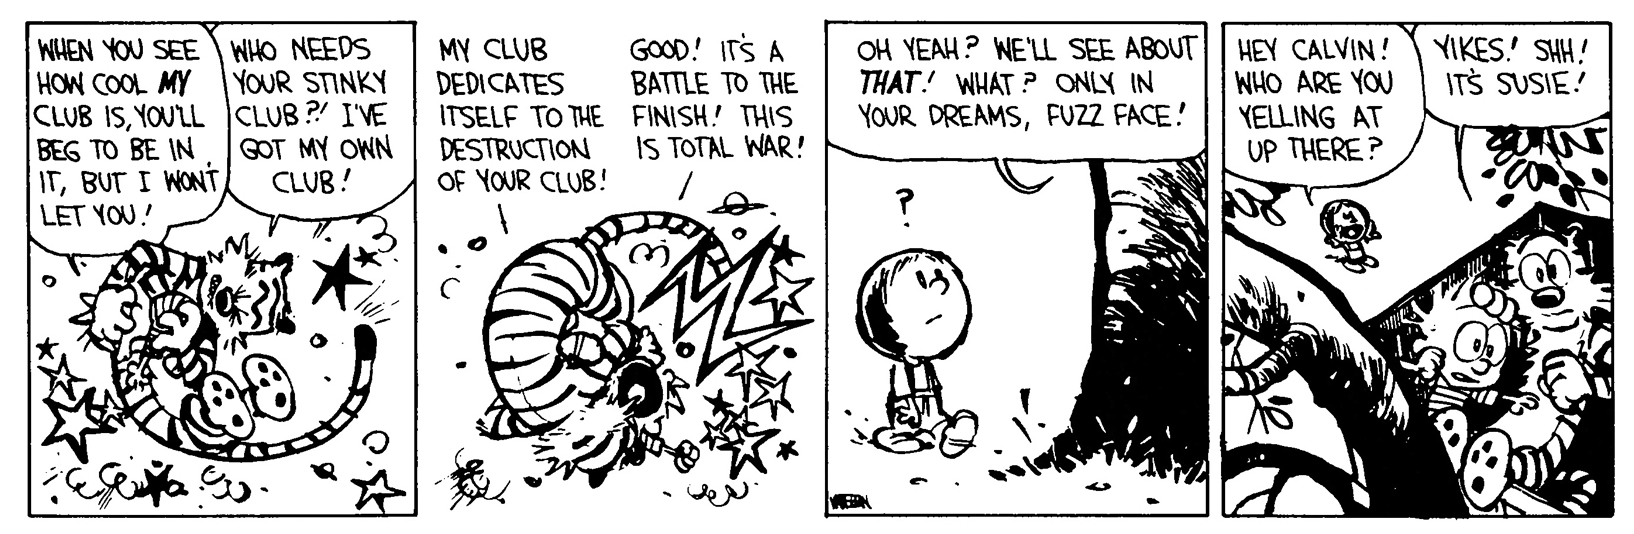 WHEN YOU SEE
HOW COOL MY
CLUB IS, YOU'LL
BEG TO BE IN
IT, BUT I WON'T
LET YOU!
WHO NEEDS
YOUR STINKY
CLUB?! I'VE
GOT MY OWN
CLUB!
MY CLUB
DEDICATES
ITSELF TO THE
DESTRUCTION
OF YOUR CLUB!
GOOD! IT'S A
BATTLE TO THE
FINISH! THIS
IS TOTAL WAR!
OH YEAH? WE'LL SEE ABOUT
THAT! WHAT? ONLY IN
YOUR DREAMS, FUZZ FACE!
?
!
WATTERSON
HEY CALVIN!
WHO ARE YOU
YELLING AT
UP THERE?
YIKES! SHH!
IT'S SUSIE!